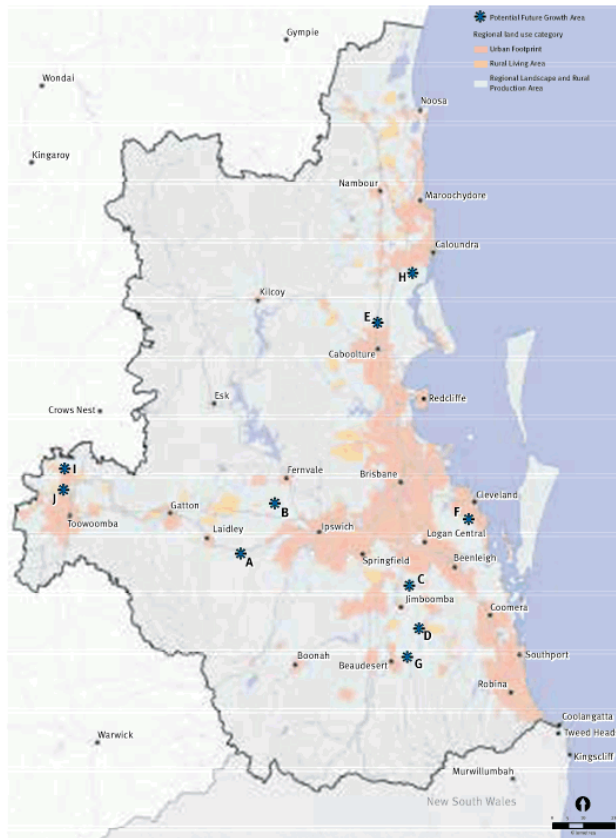 Potential Future Growth Area
Regional land use category
Urban Footprint
Rural Living Area
Regional Landscape and Rural
Production Area
Gympie
Wondai
Noosa
Kingaroy
Nambour
Maroochydore
Caloundra
H
Kilcoy
E
Caboolture
Esk
Redcliffe
Crows Nest
I
Fernvale
Brisbane
J
Cleveland
B
Gatton
F
Toowoomba
Ipswich
Laidley
Logan Central
Springfield
A
Beenleigh
C
Jimboomba
Coomera
D
Southport
G
Boonah
Beaudesert
Robina
Coolangatta
Tweed Head
Warwick
Kingscliff
Murwillumbah
New South Wales